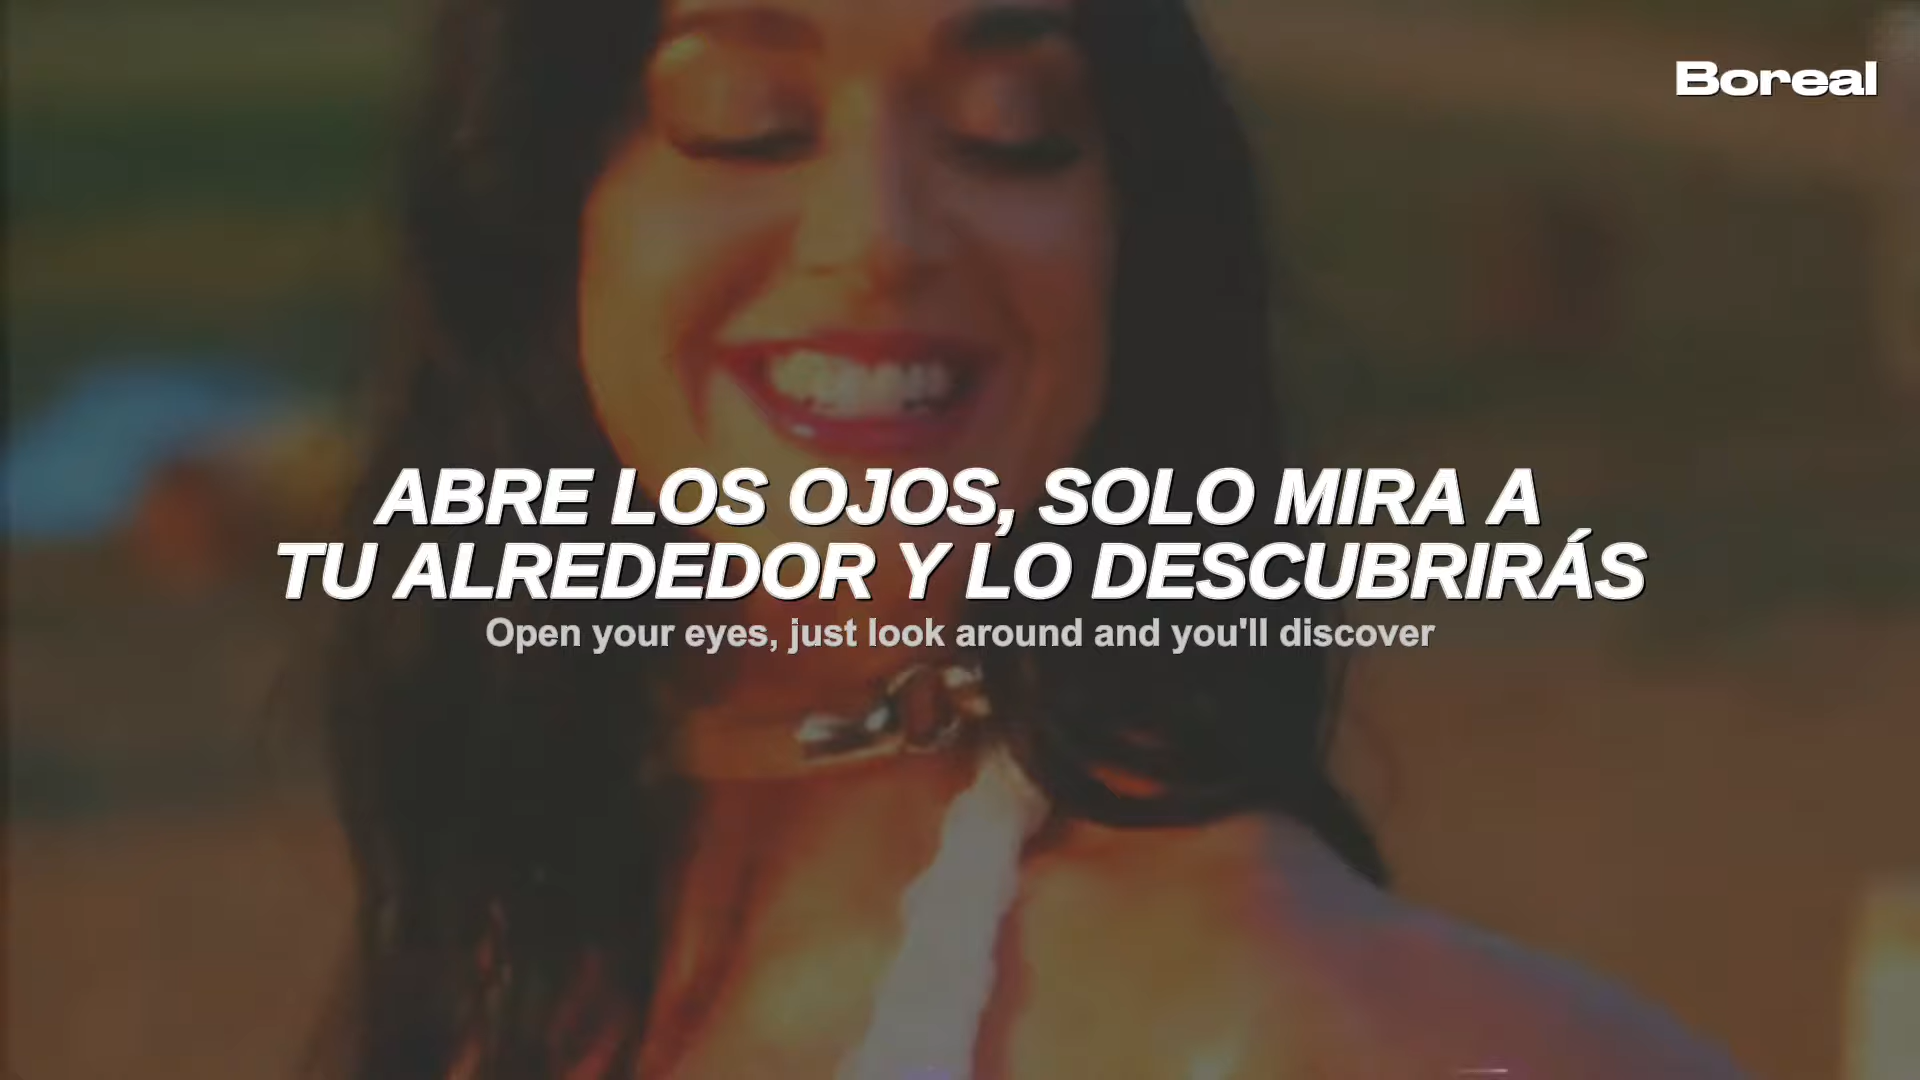 Boreal
ABRE LOS OJOS, SOLO MIRA A
TU ALREDEDOR Y LO DESCUBRIRÁS
Open your eyes, just look around and you'll discover